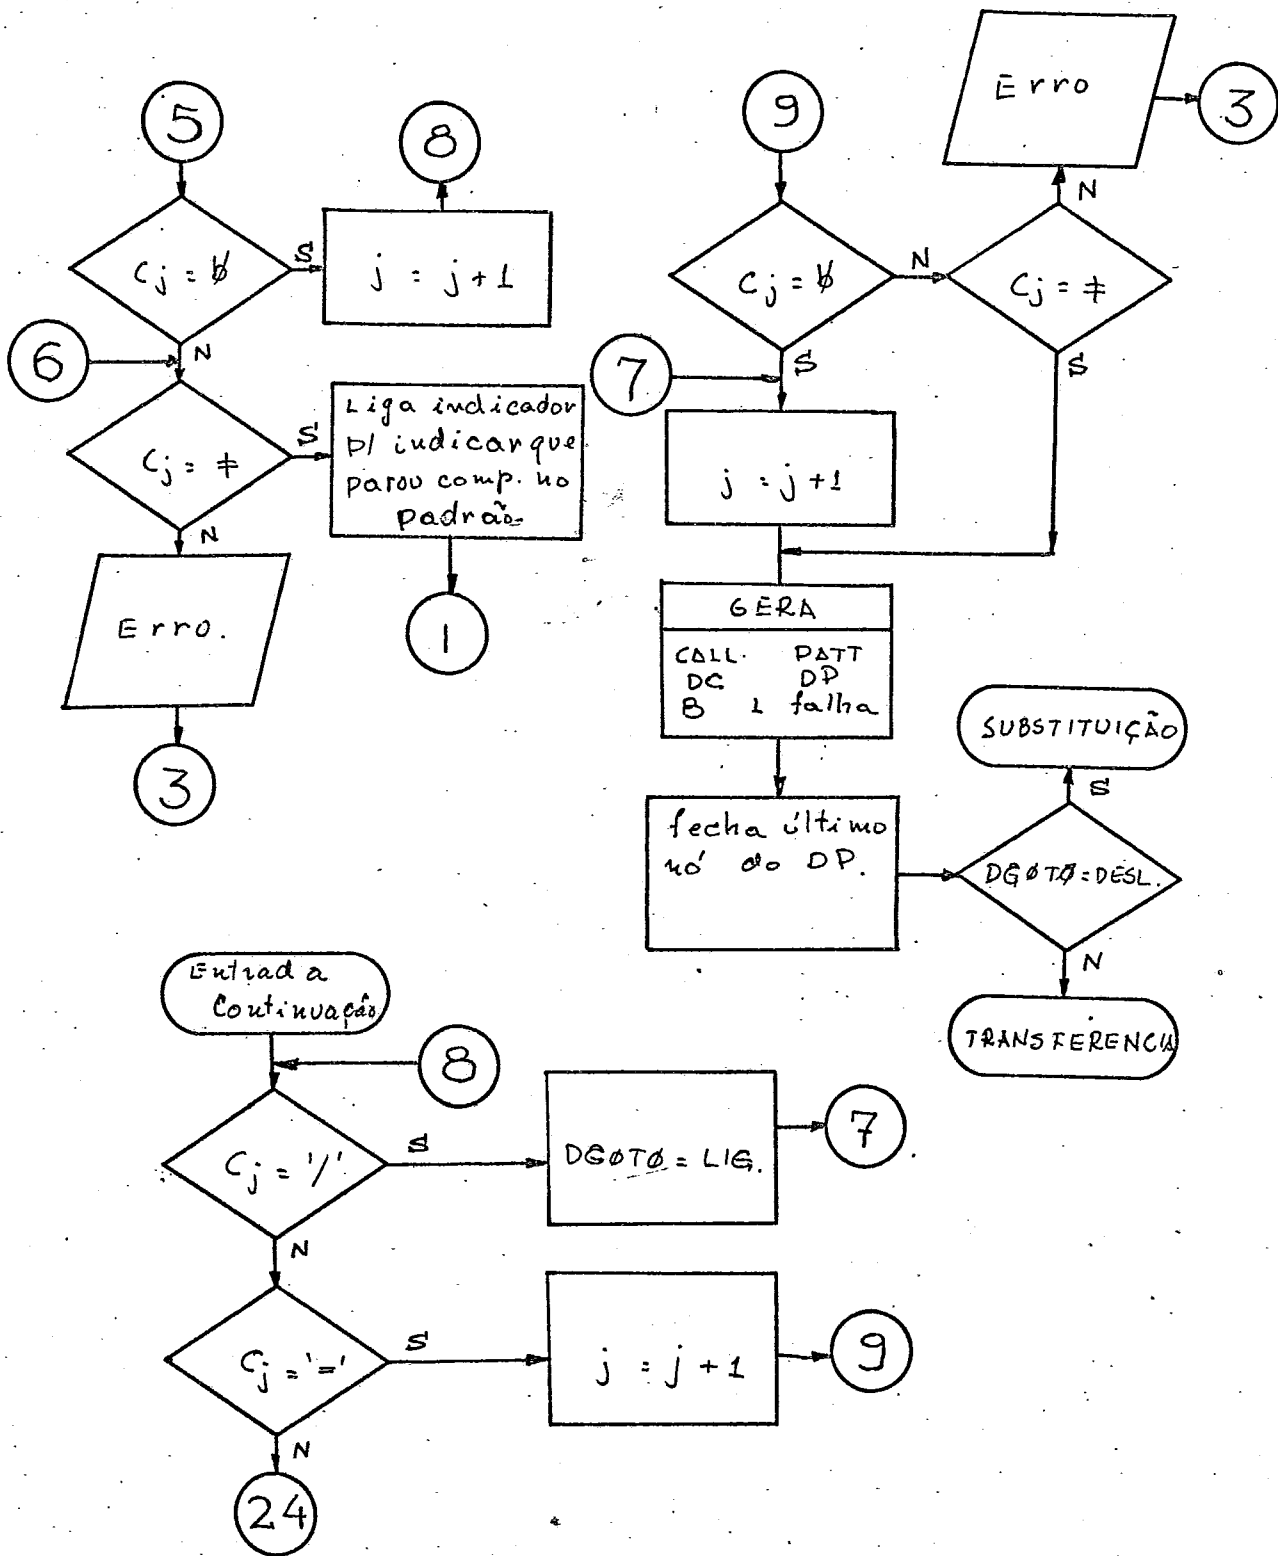 5
8
Cj = ƀ
S
j = j + 1
N
6
Cj = ‡
S
Liga indicador
p/ indicar que
parou comp. no
padrão
N
Erro.
1
3
9
Erro
3
N
Cj = ƀ
N
Cj = ‡
S
S
7
j = j + 1
GERA
CALL. PATT
DC DP
B L falha
fecha último
nó do DP.
SUBSTITUIÇÃO
S
DGØTØ = DESL.
N
TRANSFERENCIA
Entrada
Continuação
8
Cj = '/'
S
DGØTØ = LIG.
7
N
Cj = '='
S
j = j + 1
9
N
24